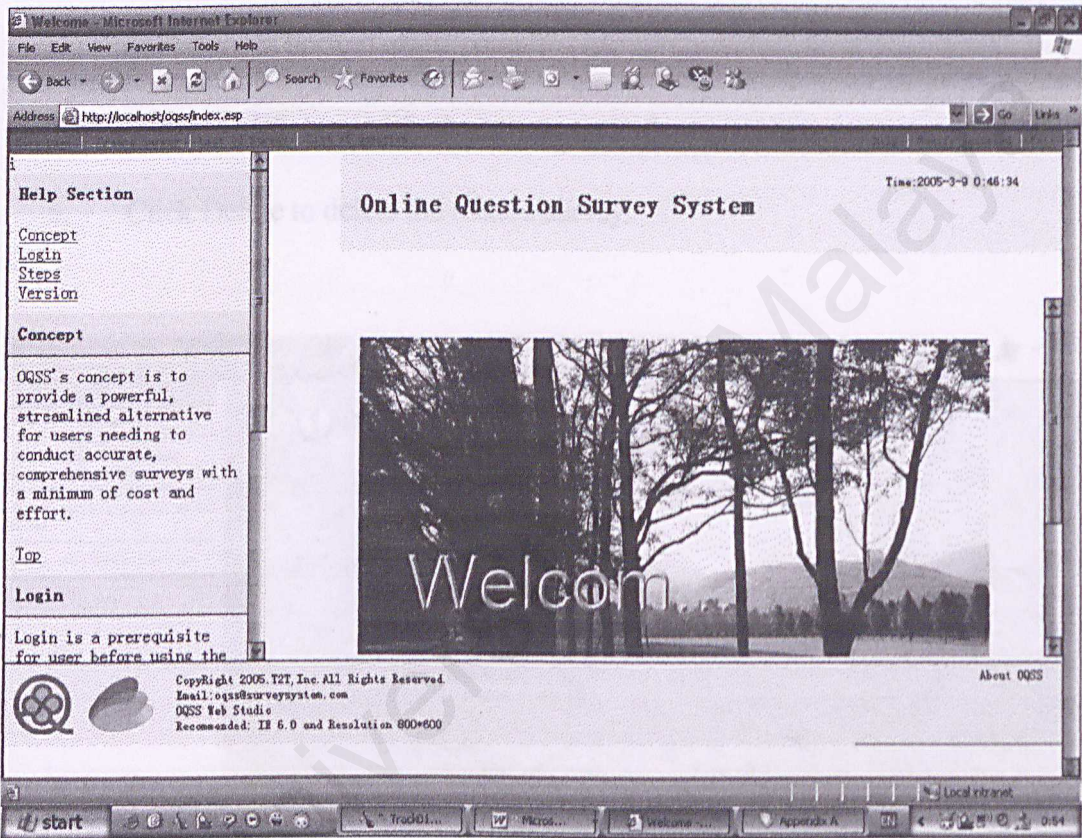 Welcome - Microsoft Internet Explorer
File Edit View Favorites Tools Help
Back Search Favorites
Address http://localhost/oqss/index.asp Go Links »
i
Help Section
Concept
Login
Steps
Version
Concept
OQSS's concept is to
provide a powerful,
streamlined alternative
for users needing to
conduct accurate,
comprehensive surveys with
a minimum of cost and
effort.
Top
Login
Login is a prerequisite
for user before using the
Time:2005-3-9 0:46:34
Online Question Survey System
Welcom
CopyRight 2005.T2T,Inc.All Rights Reserved.
Email:oqss@surveysystem.com
OQSS Web Studio
Recommended: IE 6.0 and Resolution 800*600
About OQSS
Local intranet
start Micros... Welcome -... Appendix A 0:54
Malaya